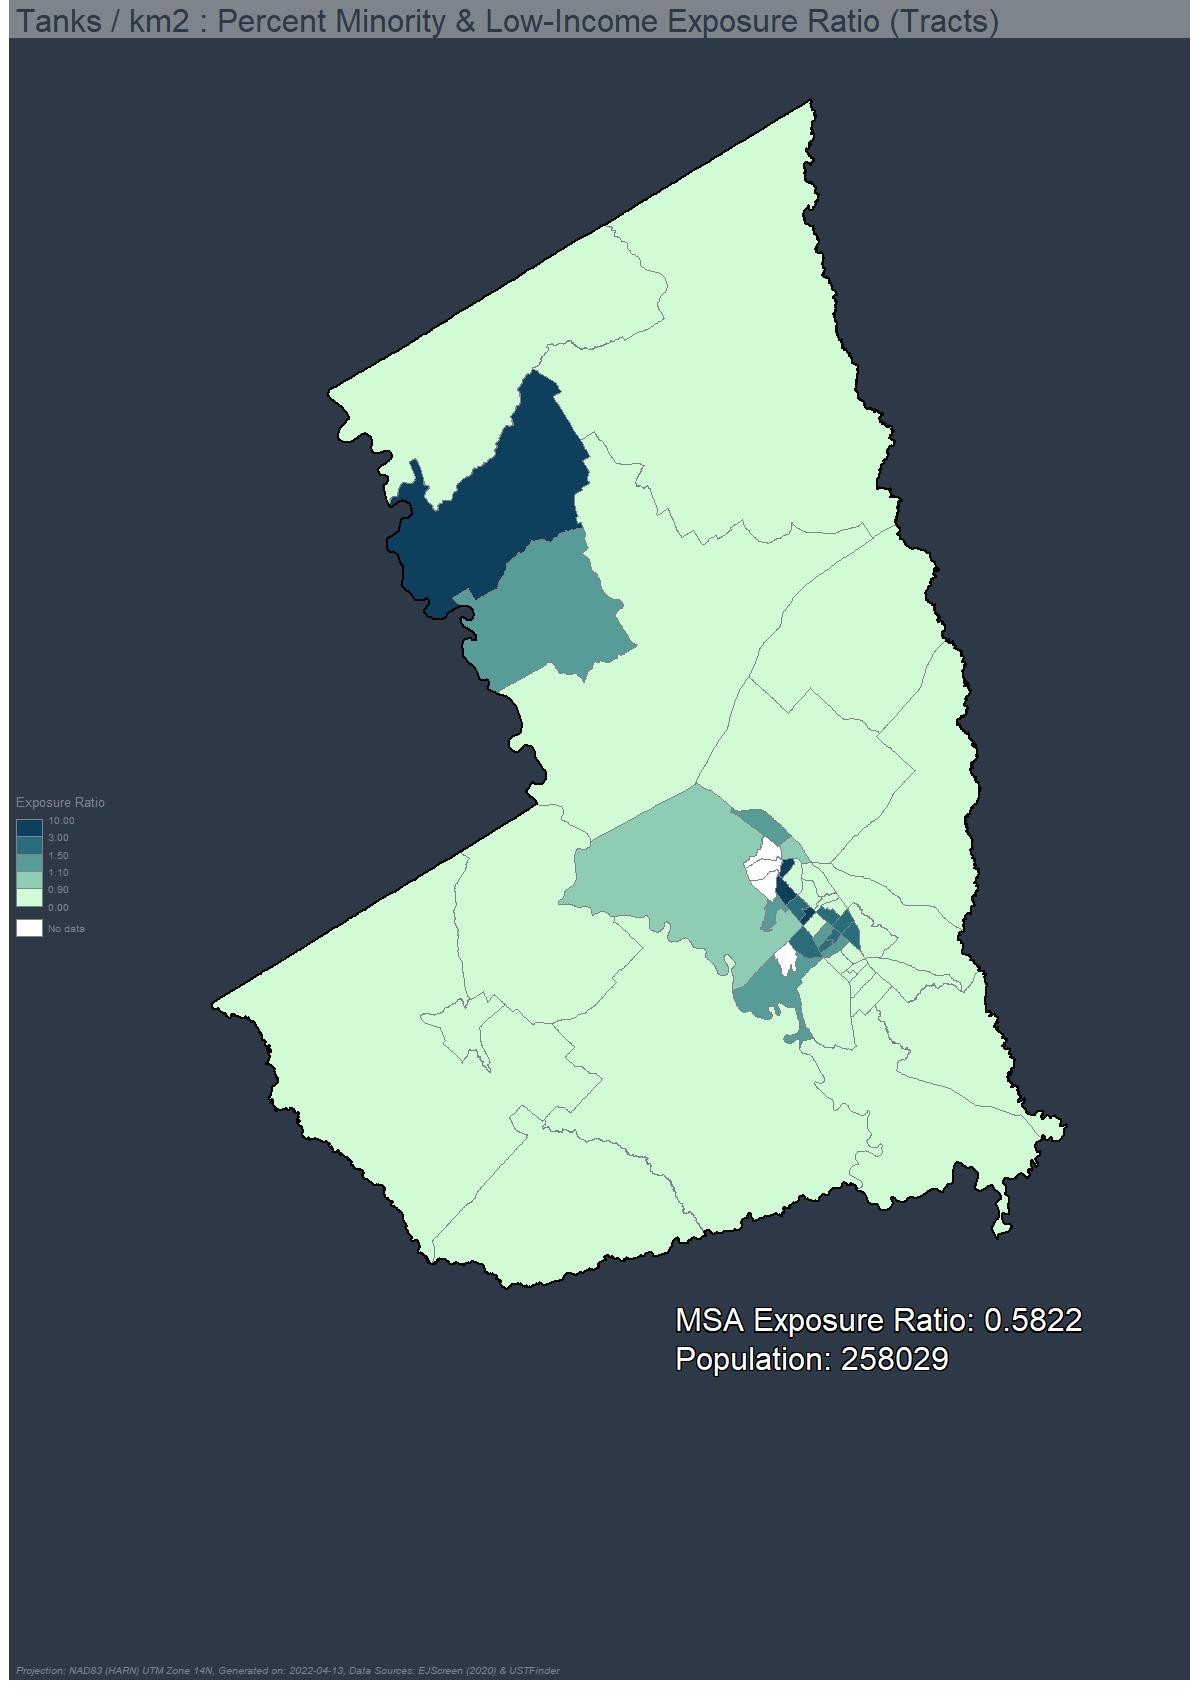 Tanks / km2 : Percent Minority & Low-Income Exposure Ratio (Tracts)
Exposure Ratio
10.00
3.00
1.50
1.10
0.90
0.00
No data
MSA Exposure Ratio: 0.5822
Population: 258029
Projection: NAD83 (HARN) UTM Zone 14N, Generated on: 2022-04-13, Data Sources: EJScreen (2020) & USTFinder